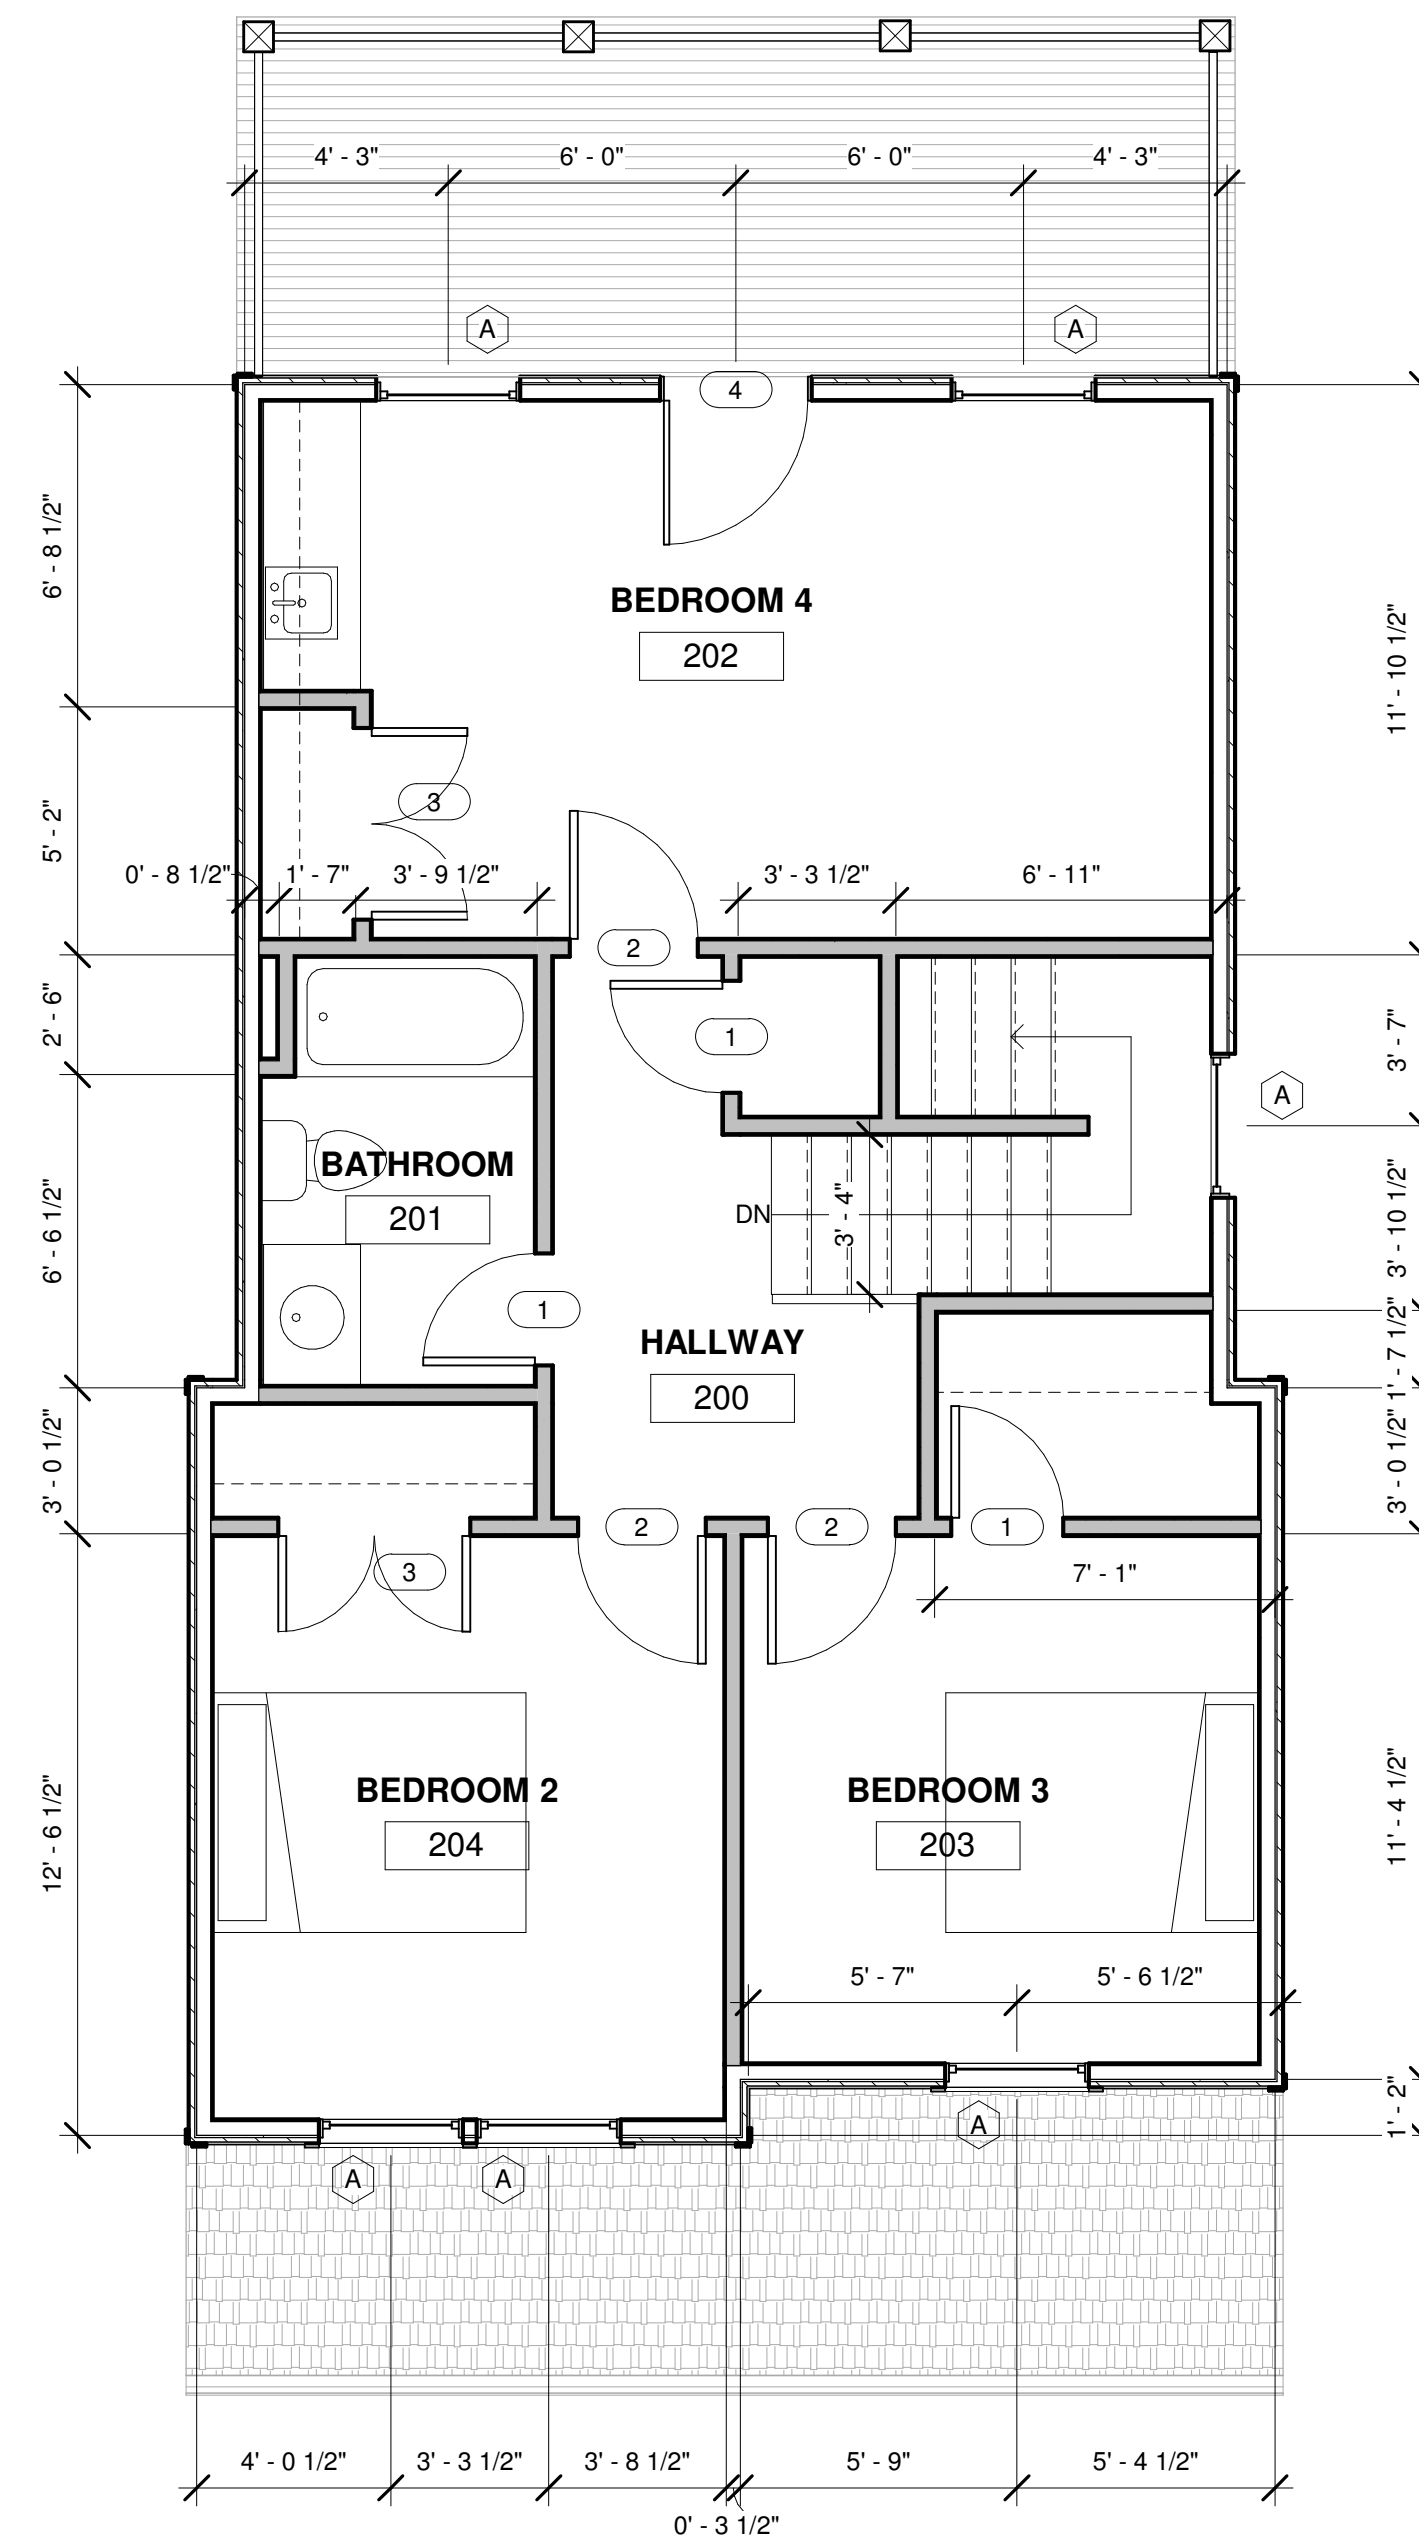 4' - 3" 6' - 0" 6' - 0" 4' - 3"
A A
4
6' - 8 1/2"
11' - 10 1/2"
BEDROOM 4
202
3
5' - 2"
0' - 8 1/2" 1' - 7" 3' - 9 1/2" 3' - 3 1/2" 6' - 11"
2
2' - 6"
1
3' - 7"
A
BATHROOM
201
DN
3' - 4"
6' - 6 1/2"
3' - 10 1/2"
1
HALLWAY
200
1' - 7 1/2"
3' - 0 1/2"
3' - 0 1/2"
2 2 1
3
7' - 1"
BEDROOM 2
204
BEDROOM 3
203
12' - 6 1/2"
11' - 4 1/2"
5' - 7" 5' - 6 1/2"
1' - 2"
A
A A
4' - 0 1/2" 3' - 3 1/2" 3' - 8 1/2" 5' - 9" 5' - 4 1/2"
0' - 3 1/2"